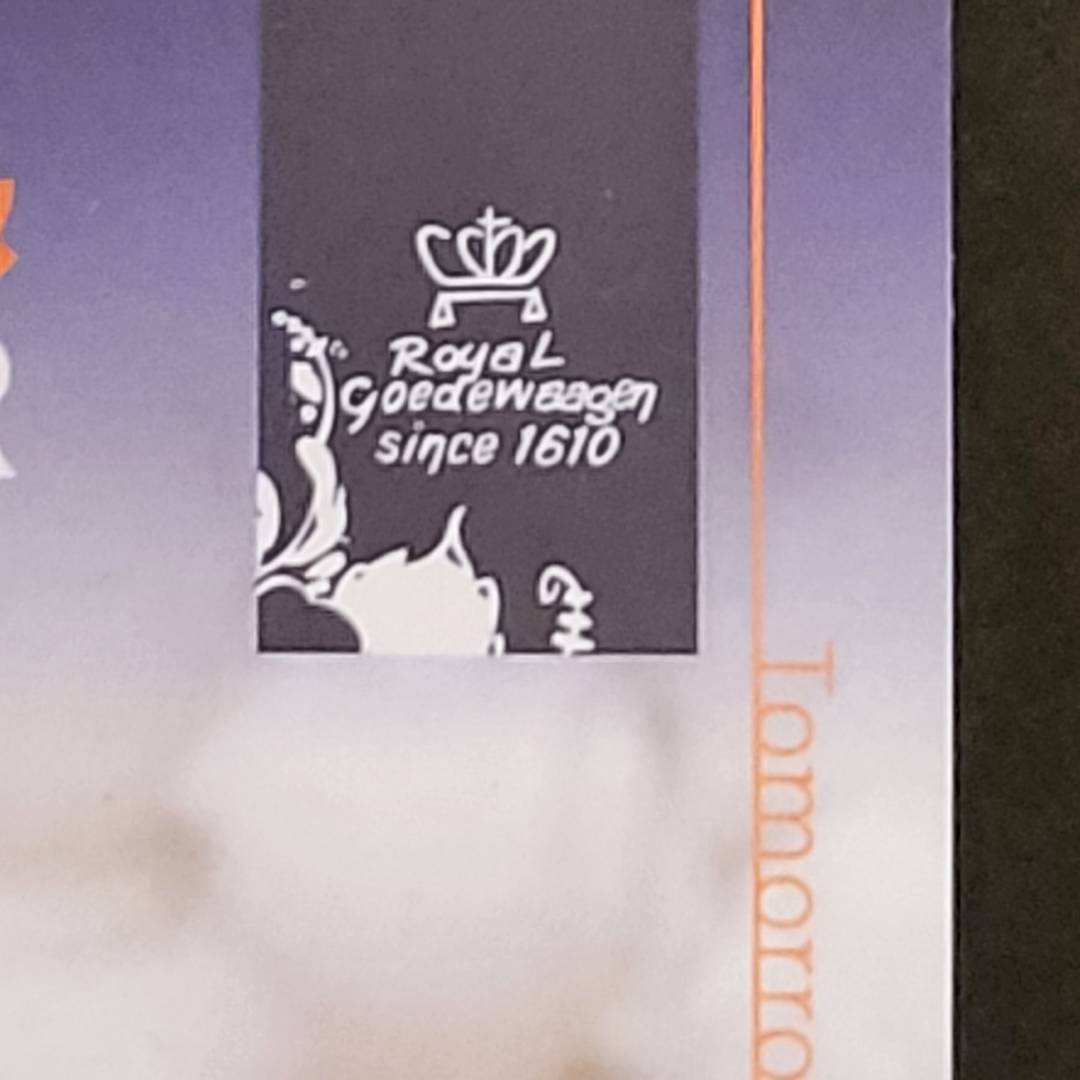 Royal
Goedewaagen
since 1610
Tomorro
R